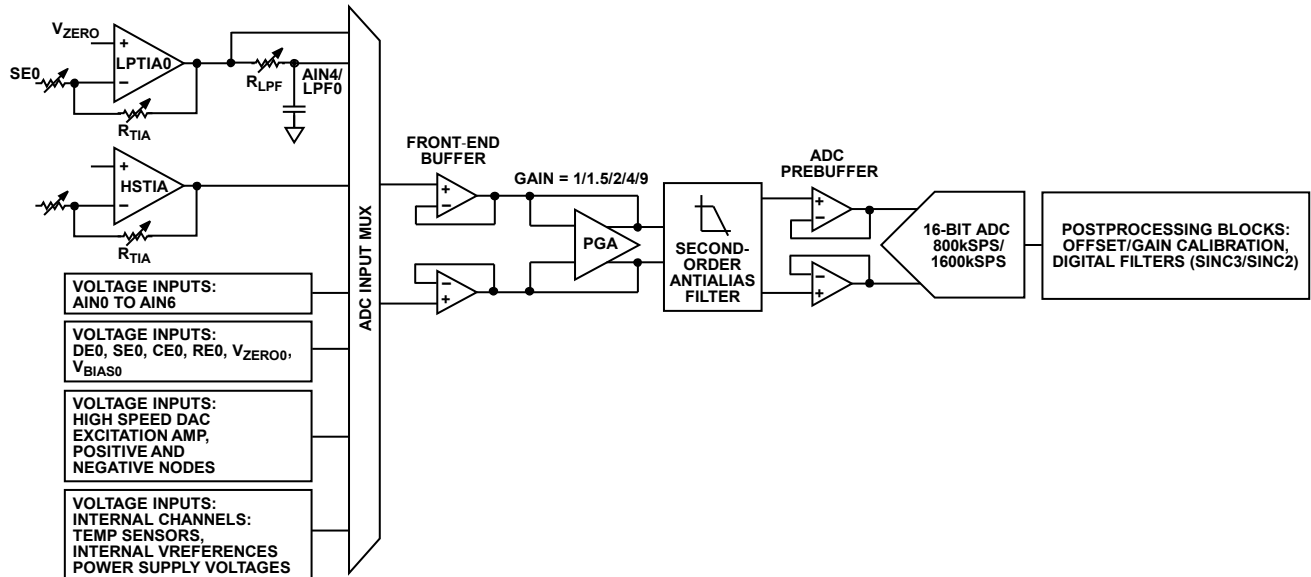 VZERO
+
LPTIA0
SE0
−
RTIA
RLPF
AIN4/
LPF0
+
HSTIA
−
RTIA
VOLTAGE INPUTS:
AIN0 TO AIN6
VOLTAGE INPUTS:
DE0, SE0, CE0, RE0, VZERO0,
VBIAS0
VOLTAGE INPUTS:
HIGH SPEED DAC
EXCITATION AMP,
POSITIVE AND
NEGATIVE NODES
VOLTAGE INPUTS:
INTERNAL CHANNELS:
TEMP SENSORS,
INTERNAL VREFERENCES
POWER SUPPLY VOLTAGES
ADC INPUT MUX
FRONT-END
BUFFER
+
−
−
+
GAIN = 1/1.5/2/4/9
PGA
SECOND-
ORDER
ANTIALIAS
FILTER
ADC
PREBUFFER
+
−
−
+
16-BIT ADC
800kSPS/
1600kSPS
POSTPROCESSING BLOCKS:
OFFSET/GAIN CALIBRATION,
DIGITAL FILTERS (SINC3/SINC2)